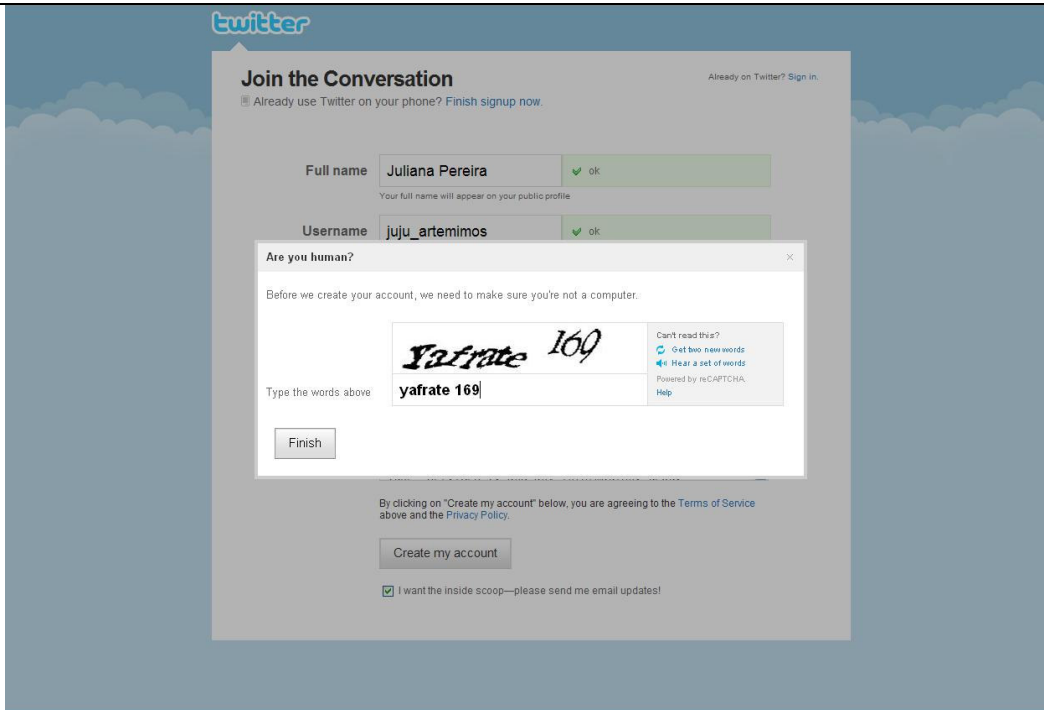 twitter
Join the Conversation
Already on Twitter? Sign in.
Already use Twitter on your phone? Finish signup now.
Full name Juliana Pereira ok
Your full name will appear on your public profile
Username juju_artemimos ok
Are you human? ×
Before we create your account, we need to make sure you're not a computer.
Yafrate 169
Can't read this?
Get two new words
Hear a set of words
Powered by reCAPTCHA.
Help
Type the words above yafrate 169
Finish
By clicking on "Create my account" below, you are agreeing to the Terms of Service
above and the Privacy Policy.
Create my account
I want the inside scoop—please send me email updates!